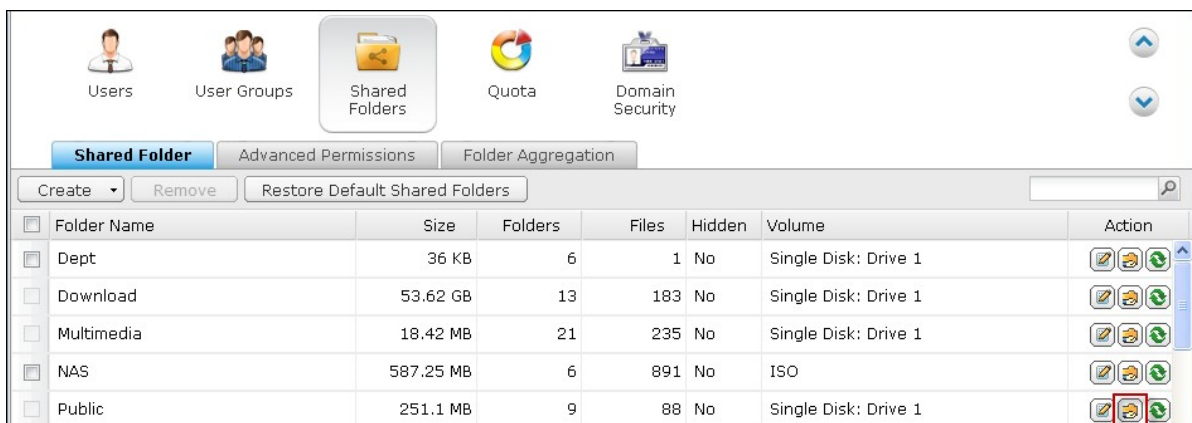 Users
User Groups
Shared
Folders
Quota
Domain
Security
Shared Folder Advanced Permissions Folder Aggregation
Create Remove Restore Default Shared Folders
Folder Name Size Folders Files Hidden Volume Action
Dept 36 KB 6 1 No Single Disk: Drive 1
Download 53.62 GB 13 183 No Single Disk: Drive 1
Multimedia 18.42 MB 21 235 No Single Disk: Drive 1
NAS 587.25 MB 6 891 No ISO
Public 251.1 MB 9 88 No Single Disk: Drive 1